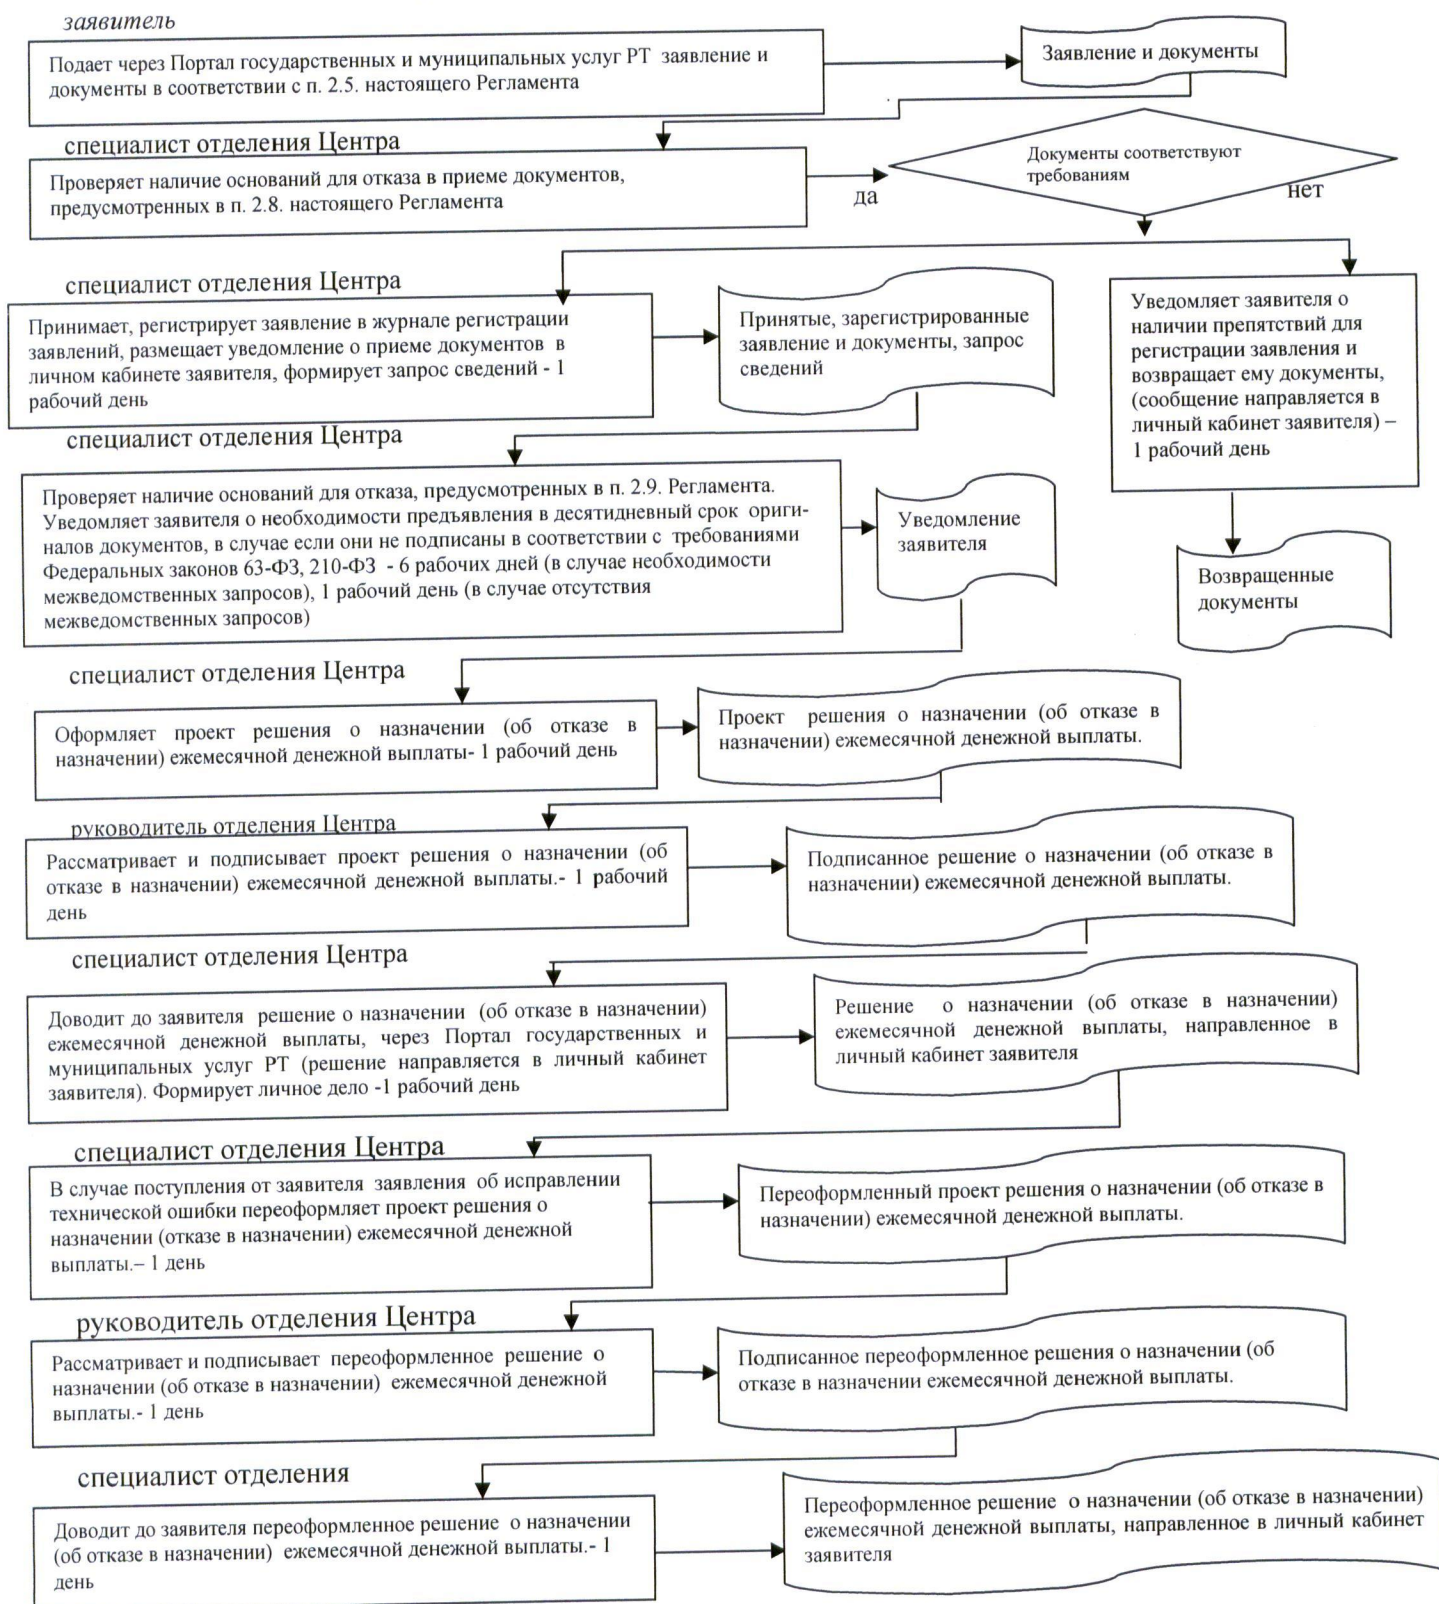 заявитель
Подает через Портал государственных и муниципальных услуг РТ заявление и
документы в соответствии с п. 2.5. настоящего Регламента
Заявление и документы
специалист отделения Центра
Проверяет наличие оснований для отказа в приеме документов,
предусмотренных в п. 2.8. настоящего Регламента
да
Документы соответствуют
требованиям
нет
специалист отделения Центра
Принимает, регистрирует заявление в журнале регистрации
заявлений, размещает уведомление о приеме документов в
личном кабинете заявителя, формирует запрос сведений - 1
рабочий день
Принятые, зарегистрированные
заявление и документы, запрос
сведений
Уведомляет заявителя о
наличии препятствий для
регистрации заявления и
возвращает ему документы,
(сообщение направляется в
личный кабинет заявителя) –
1 рабочий день
специалист отделения Центра
Проверяет наличие оснований для отказа, предусмотренных в п. 2.9. Регламента.
Уведомляет заявителя о необходимости предъявления в десятидневный срок ориги-
налов документов, в случае если они не подписаны в соответствии с требованиями
Федеральных законов 63-ФЗ, 210-ФЗ - 6 рабочих дней (в случае необходимости
межведомственных запросов), 1 рабочий день (в случае отсутствия
межведомственных запросов)
Уведомление
заявителя
Возвращенные
документы
специалист отделения Центра
Оформляет проект решения о назначении (об отказе в
назначении) ежемесячной денежной выплаты- 1 рабочий день
Проект решения о назначении (об отказе в
назначении) ежемесячной денежной выплаты.
руководитель отделения Центра
Рассматривает и подписывает проект решения о назначении (об
отказе в назначении) ежемесячной денежной выплаты.- 1 рабочий
день
Подписанное решение о назначении (об отказе в
назначении) ежемесячной денежной выплаты.
специалист отделения Центра
Доводит до заявителя решение о назначении (об отказе в назначении)
ежемесячной денежной выплаты, через Портал государственных и
муниципальных услуг РТ (решение направляется в личный кабинет
заявителя). Формирует личное дело -1 рабочий день
Решение о назначении (об отказе в назначении)
ежемесячной денежной выплаты, направленное в
личный кабинет заявителя
специалист отделения Центра
В случае поступления от заявителя заявления об исправлении
технической ошибки переоформляет проект решения о
назначении (отказе в назначении) ежемесячной денежной
выплаты.– 1 день
Переоформленный проект решения о назначении (об отказе в
назначении) ежемесячной денежной выплаты.
руководитель отделения Центра
Рассматривает и подписывает переоформленное решение о
назначении (об отказе в назначении) ежемесячной денежной
выплаты.- 1 день
Подписанное переоформленное решения о назначении (об
отказе в назначении ежемесячной денежной выплаты.
специалист отделения
Доводит до заявителя переоформленное решение о назначении
(об отказе в назначении) ежемесячной денежной выплаты.- 1
день
Переоформленное решение о назначении (об отказе в назначении)
ежемесячной денежной выплаты, направленное в личный кабинет
заявителя